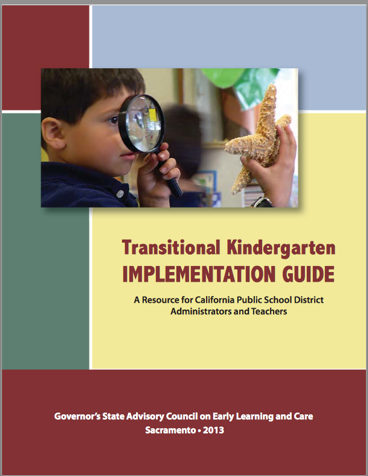 Transitional Kindergarten
IMPLEMENTATION GUIDE
A Resource for California Public School District
Administrators and Teachers
Governor's State Advisory Council on Early Learning and Care
Sacramento • 2013